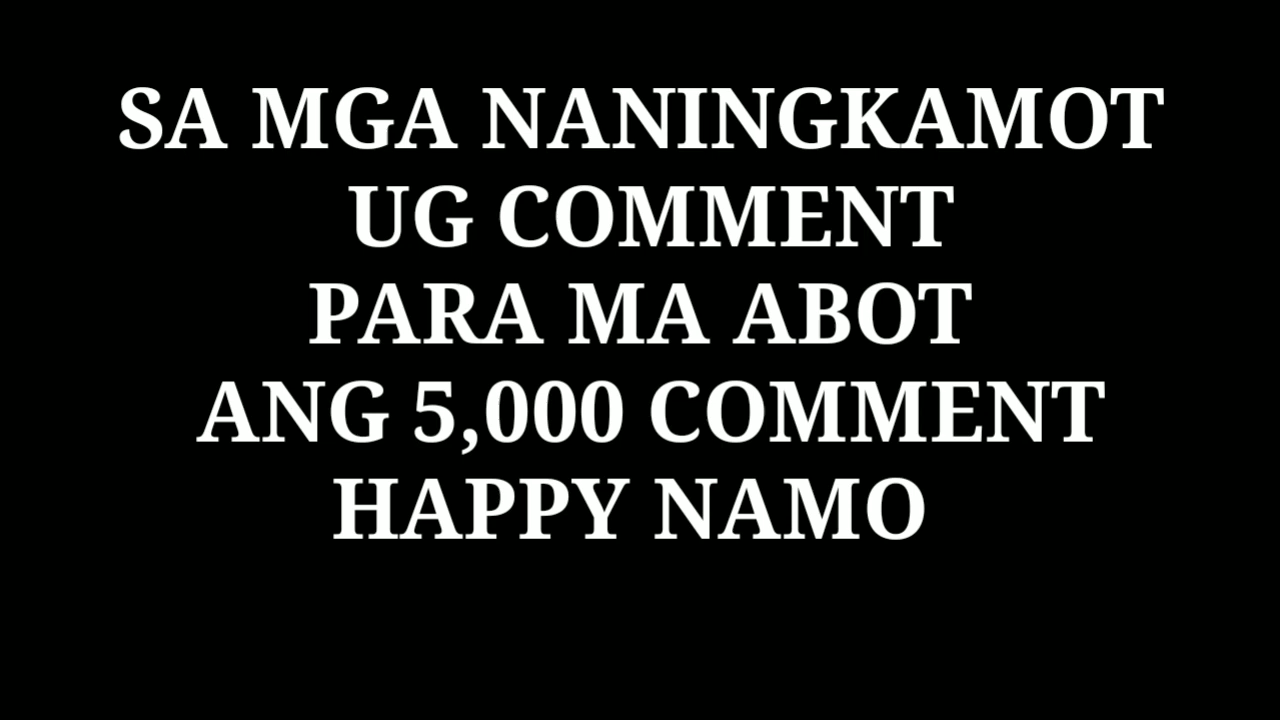 SA MGA NANINGKAMOT
UG COMMENT
PARA MA ABOT
ANG 5,000 COMMENT
HAPPY NAMO